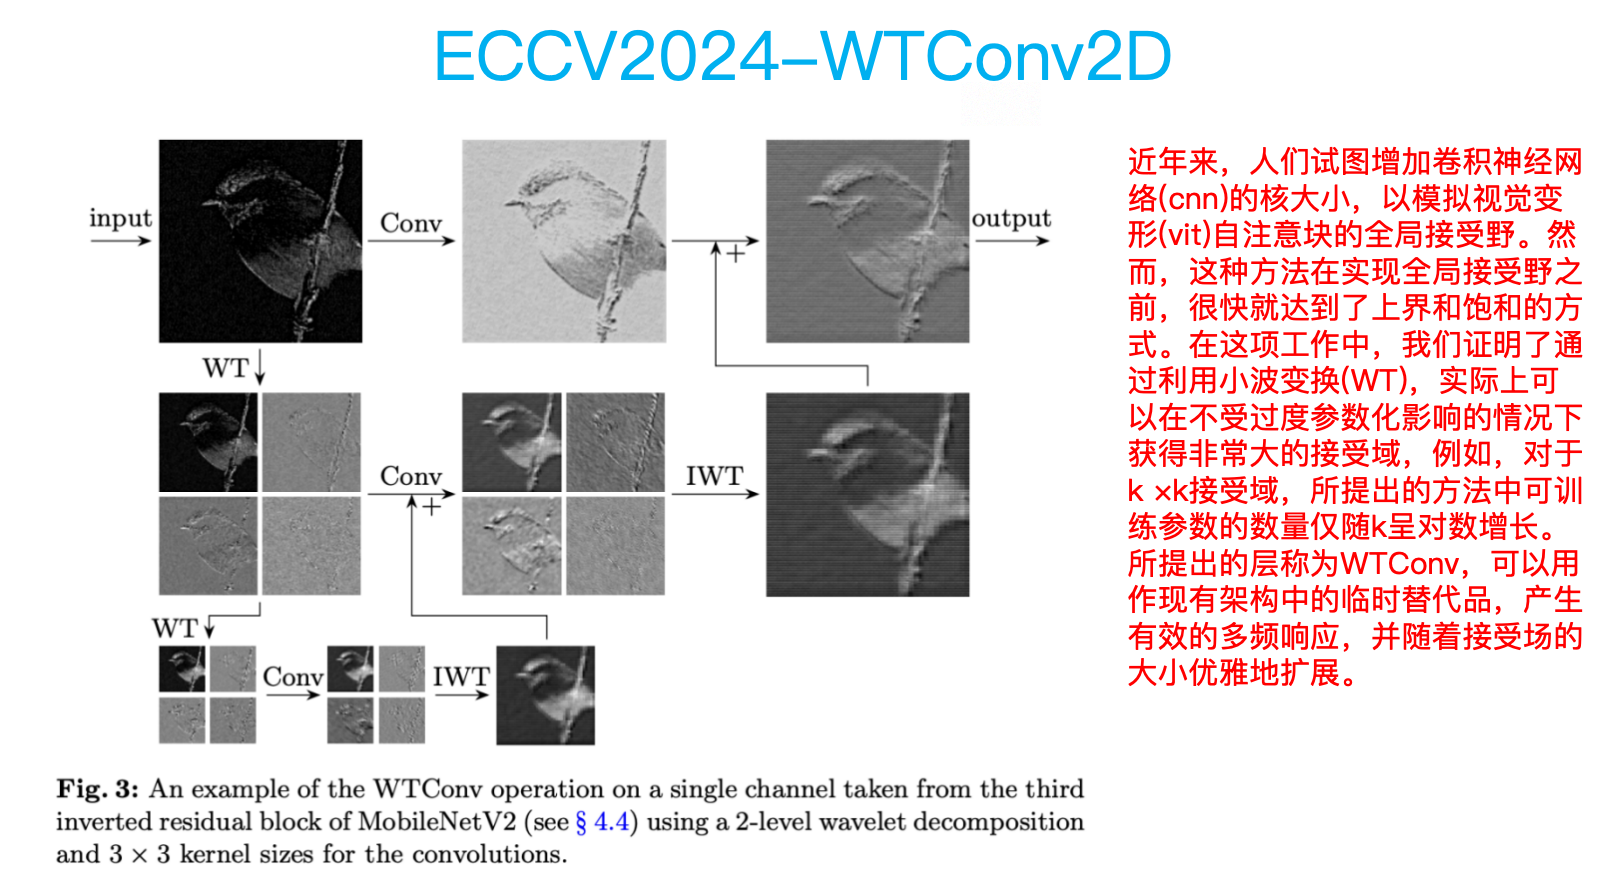 ECCV2024–WTConv2D
input
Conv
+
output
WT
Conv
+
IWT
WT
Conv
IWT
近年来，人们试图增加卷积神经网
络(cnn)的核大小，以模拟视觉变
形(vit)自注意块的全局接受野。然
而，这种方法在实现全局接受野之
前，很快就达到了上界和饱和的方
式。在这项工作中，我们证明了通
过利用小波变换(WT)，实际上可
以在不受过度参数化影响的情况下
获得非常大的接受域，例如，对于
k ×k接受域，所提出的方法中可训
练参数的数量仅随k呈对数增长。
所提出的层称为WTConv，可以用
作现有架构中的临时替代品，产生
有效的多频响应，并随着接受场的
大小优雅地扩展。
Fig. 3: An example of the WTConv operation on a single channel taken from the third
inverted residual block of MobileNetV2 (see § 4.4) using a 2-level wavelet decomposition
and 3 × 3 kernel sizes for the convolutions.